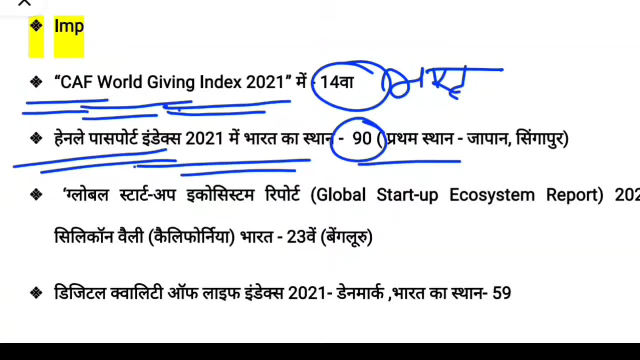 ❖ Imp
❖ “CAF World Giving Index 2021” में - 14वा
❖ हेनले पासपोर्ट इंडेक्स 2021 में भारत का स्थान - 90 (प्रथम स्थान - जापान, सिंगापुर)
❖ ‘ग्लोबल स्टार्ट-अप इकोसिस्टम रिपोर्ट (Global Start-up Ecosystem Report) 202
सिलिकॉन वैली (कैलिफोर्निया) भारत - 23वें (बेंगलूरु)
❖ डिजिटल क्वालिटी ऑफ लाइफ इंडेक्स 2021- डेनमार्क ,भारत का स्थान- 59